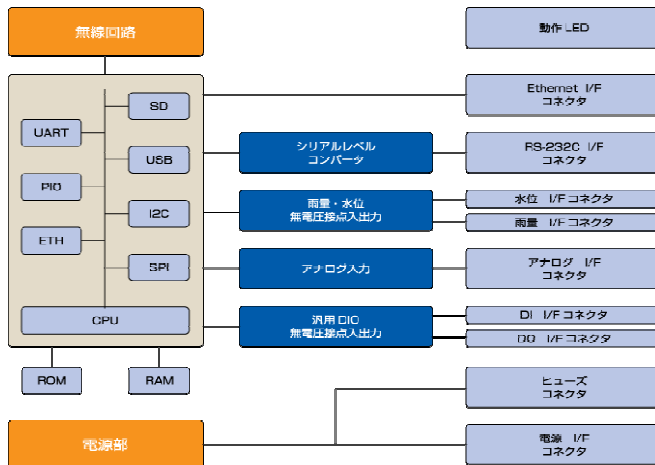 無線回路
動作 LED
SD
UART
USB
PIO
I2C
ETH
SPI
CPU
ROM
RAM
シリアルレベル
コンバータ
雨量・水位
無電圧接点入出力
アナログ入力
汎用 DIO
無電圧接点入出力
Ethernet I/F
コネクタ
RS-232C I/F
コネクタ
水位 I/F コネクタ
雨量 I/F コネクタ
アナログ I/F
コネクタ
DI I/F コネクタ
DO I/F コネクタ
ヒューズ
コネクタ
電源部
電源 I/F
コネクタ